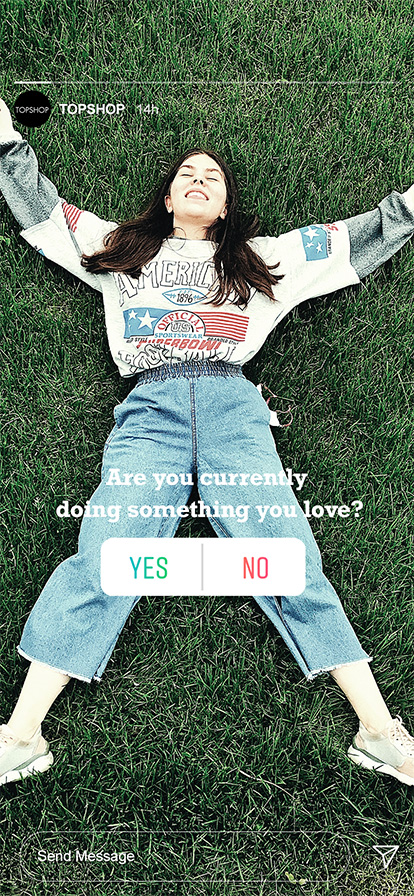 TOPSHOP TOPSHOP 14h
AMERICA
1896
OFFICIAL
US
SPORTSWEAR
SUPERBOWL
Are you currently
doing something you love?
YES NO
Send Message